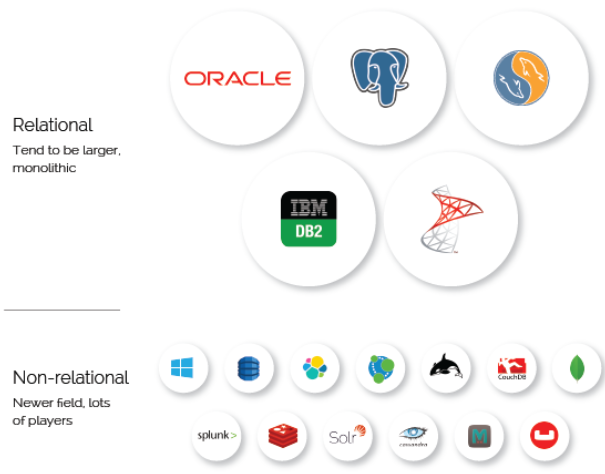 ORACLE
Relational
Tend to be larger,
monolithic
IBM
DB2
Non-relational
Newer field, lots
of players
CouchDB
splunk>
Solr
cassandra
M